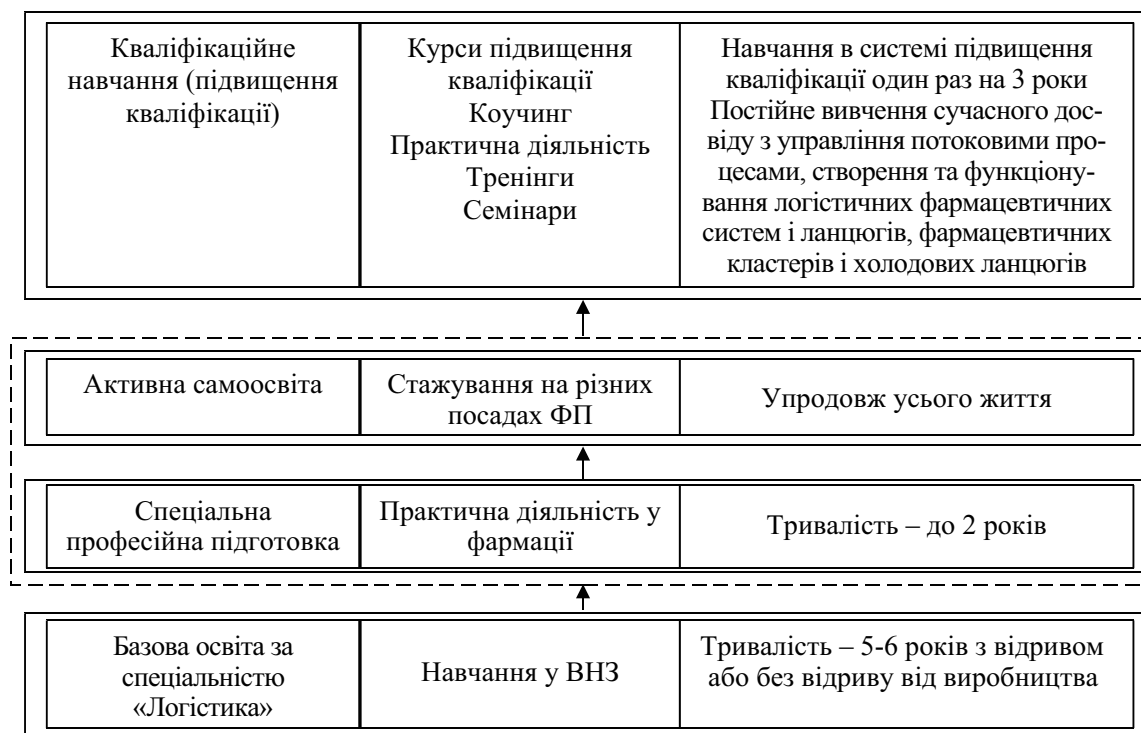 Кваліфікаційне
навчання (підвищення
кваліфікації)
Курси підвищення
кваліфікації
Коучинг
Практична діяльність
Тренінги
Семінари
Навчання в системі підвищення
кваліфікації один раз на 3 роки
Постійне вивчення сучасного дос-
віду з управління потоковими про-
цесами, створення та функціону-
вання логістичних фармацевтичних
систем і ланцюгів, фармацевтичних
кластерів і холодових ланцюгів
Активна самоосвіта
Стажування на різних
посадах ФП
Упродовж усього життя
Спеціальна
професійна підготовка
Практична діяльність у
фармації
Тривалість – до 2 років
Базова освіта за
спеціальністю
«Логістика»
Навчання у ВНЗ
Тривалість – 5-6 років з відривом
або без відриву від виробництва